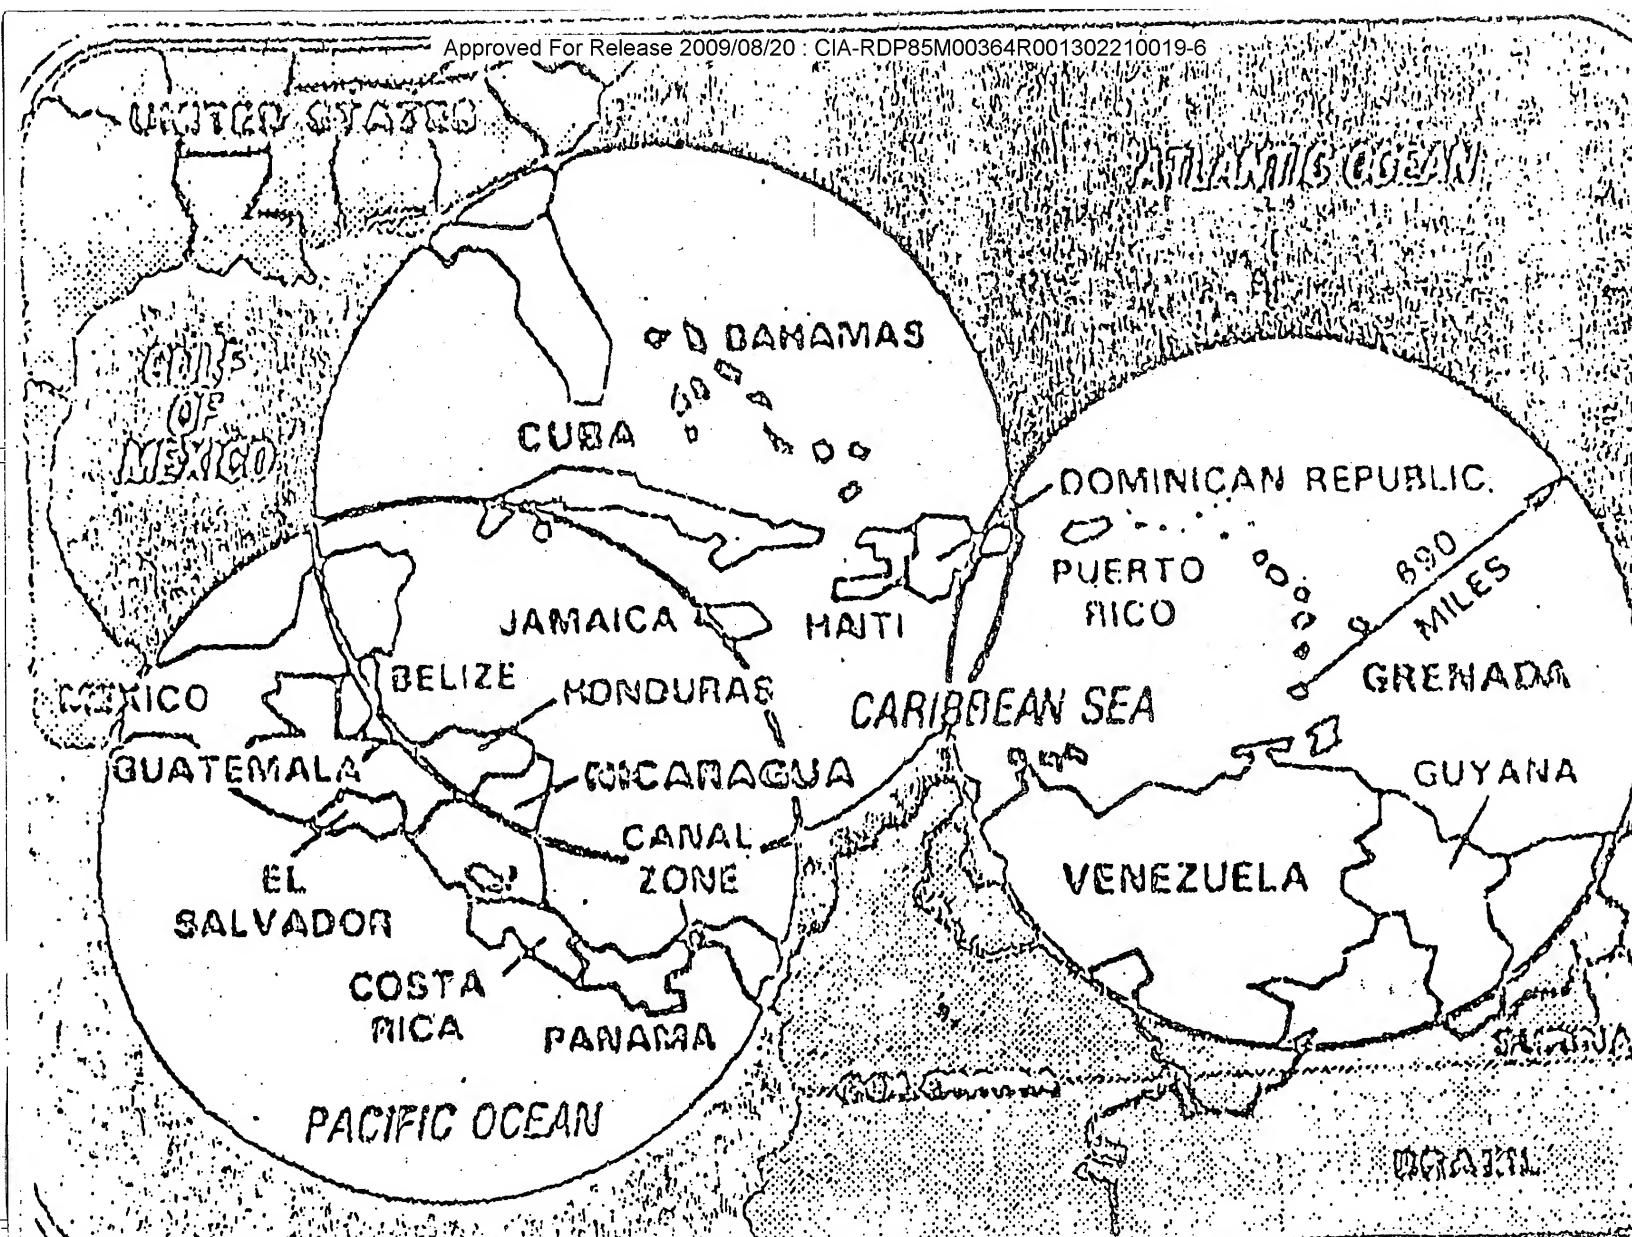 Approved For Release 2009/08/20 : CIA-RDP85M00364R001302210019-6
UNITED STATES
ATLANTIC OCEAN
GULF
OF
MEXICO
BAHAMAS
CUBA
DOMINICAN REPUBLIC
690
MILES
PUERTO
RICO
JAMAICA
HAITI
GRENADA
BELIZE
HONDURAS
MEXICO
CARIBBEAN SEA
GUATEMALA
NICARAGUA
GUYANA
CANAL
ZONE
VENEZUELA
EL
SALVADOR
COSTA
RICA
PANAMA
PACIFIC OCEAN
BRAZIL